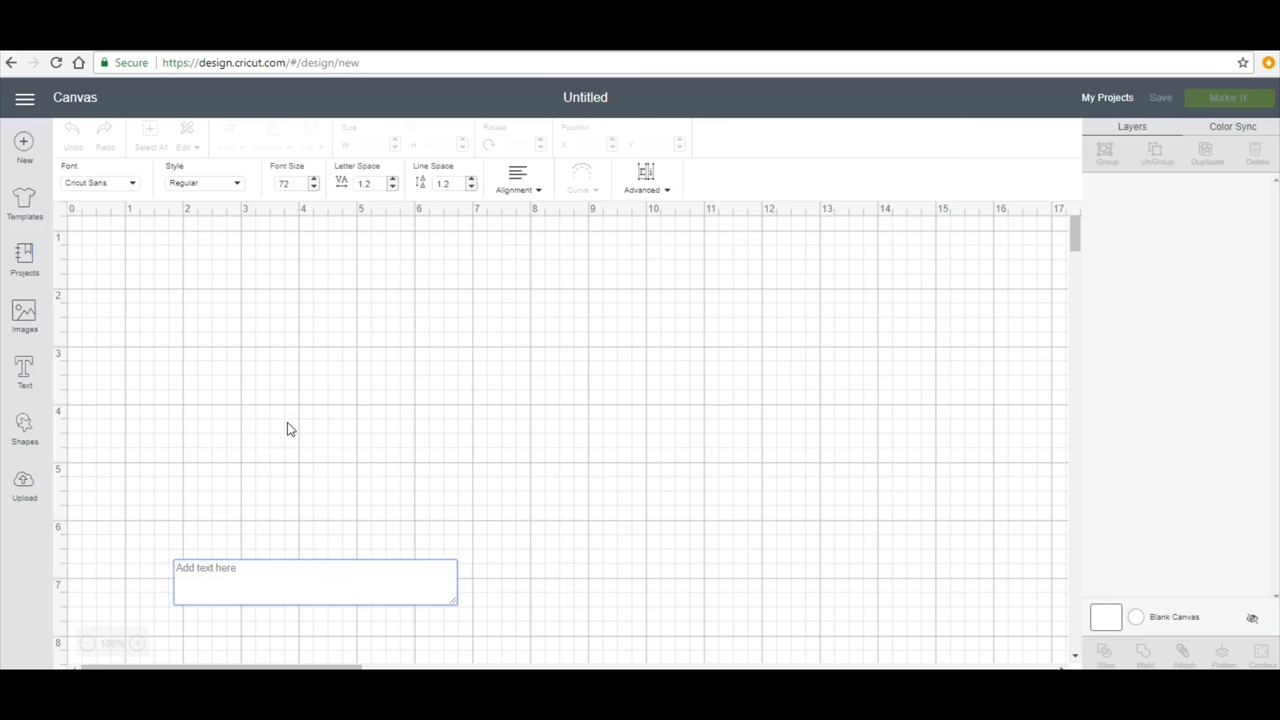 Secure https://design.cricut.com/#/design/new
Canvas Untitled My Projects Save Make It
New
Templates
Projects
Images
Text
Shapes
Upload
Undo Redo Select All Edit Size W H Rotate Position X Y
Font Style Font Size Letter Space Line Space
Cricut Sans Regular 72 1.2 1.2 Alignment Curve Advanced
0 1 2 3 4 5 6 7 8 9 10 11 12 13 14 15 16 17
1
2
3
4
5
6
7
8
Add text here
100%
Layers Color Sync
Group UnGroup Duplicate Delete
Blank Canvas
Slice Weld Attach Flatten Contour